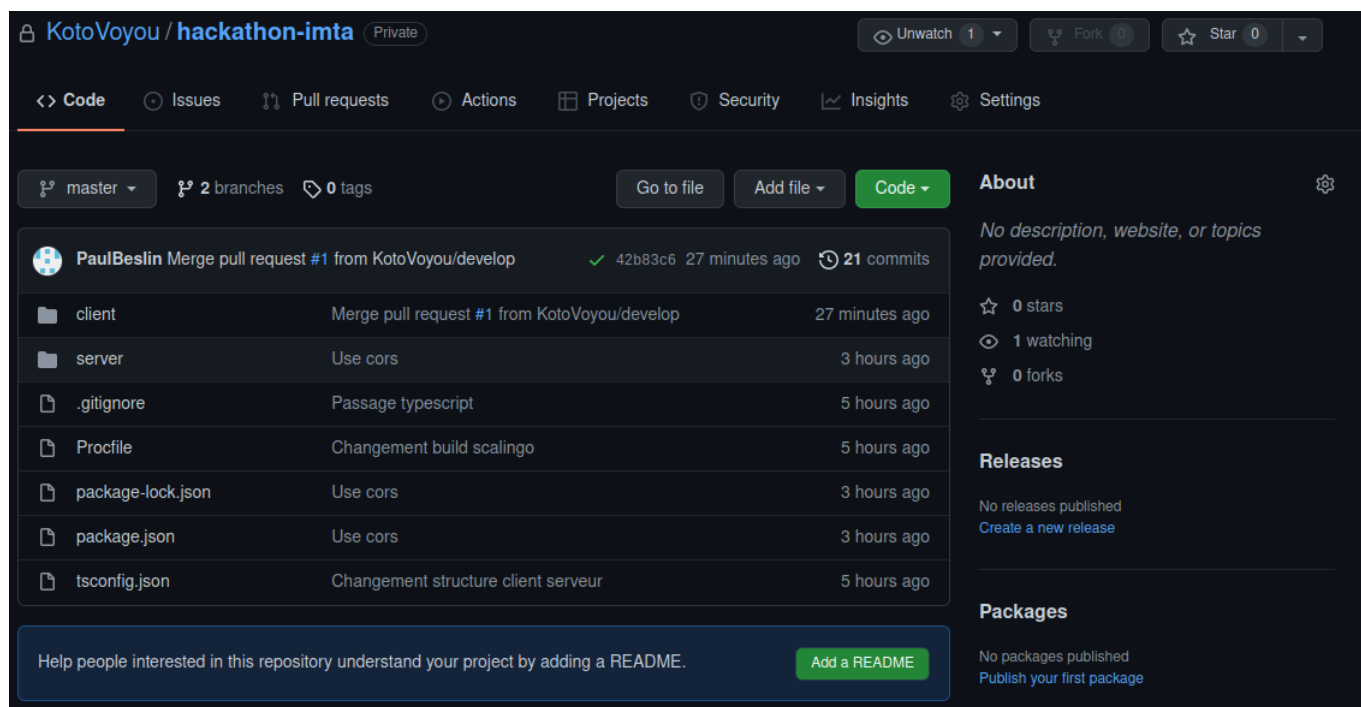 KotoVoyou / hackathon-imta Private
Unwatch 1 Fork 0 Star 0
<> Code Issues Pull requests Actions Projects Security Insights Settings
master 2 branches 0 tags Go to file Add file Code
PaulBeslin Merge pull request #1 from KotoVoyou/develop 42b83c6 27 minutes ago 21 commits
client Merge pull request #1 from KotoVoyou/develop 27 minutes ago
server Use cors 3 hours ago
.gitignore Passage typescript 5 hours ago
Procfile Changement build scalingo 5 hours ago
package-lock.json Use cors 3 hours ago
package.json Use cors 3 hours ago
tsconfig.json Changement structure client serveur 5 hours ago
Help people interested in this repository understand your project by adding a README. Add a README
About
No description, website, or topics
provided.
0 stars
1 watching
0 forks
Releases
No releases published
Create a new release
Packages
No packages published
Publish your first package